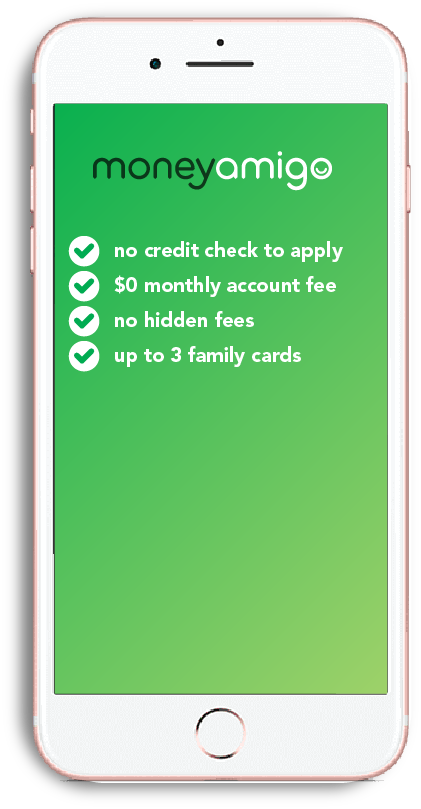 moneyamigo
no credit check to apply
$0 monthly account fee
no hidden fees
up to 3 family cards